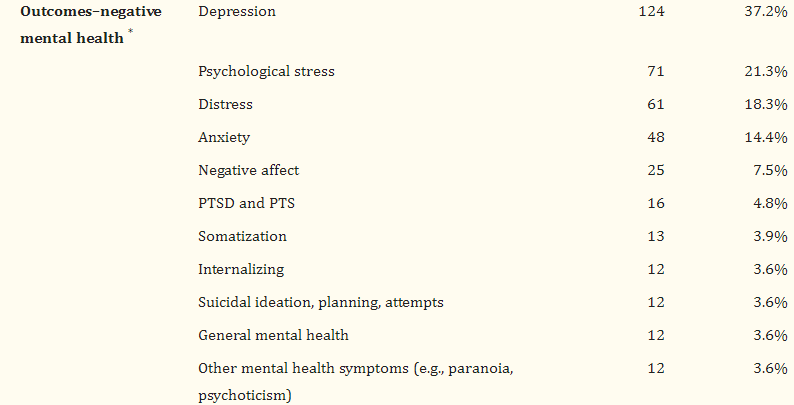 Outcomes–negative Depression 124 37.2%
mental health *
Psychological stress 71 21.3%
Distress 61 18.3%
Anxiety 48 14.4%
Negative affect 25 7.5%
PTSD and PTS 16 4.8%
Somatization 13 3.9%
Internalizing 12 3.6%
Suicidal ideation, planning, attempts 12 3.6%
General mental health 12 3.6%
Other mental health symptoms (e.g., paranoia, 12 3.6%
psychoticism)